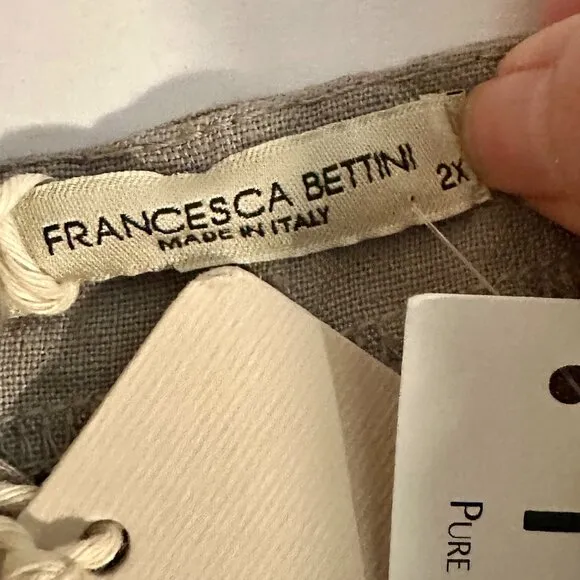 FRANCESCA BETTINI
MADE IN ITALY
2X
PURE